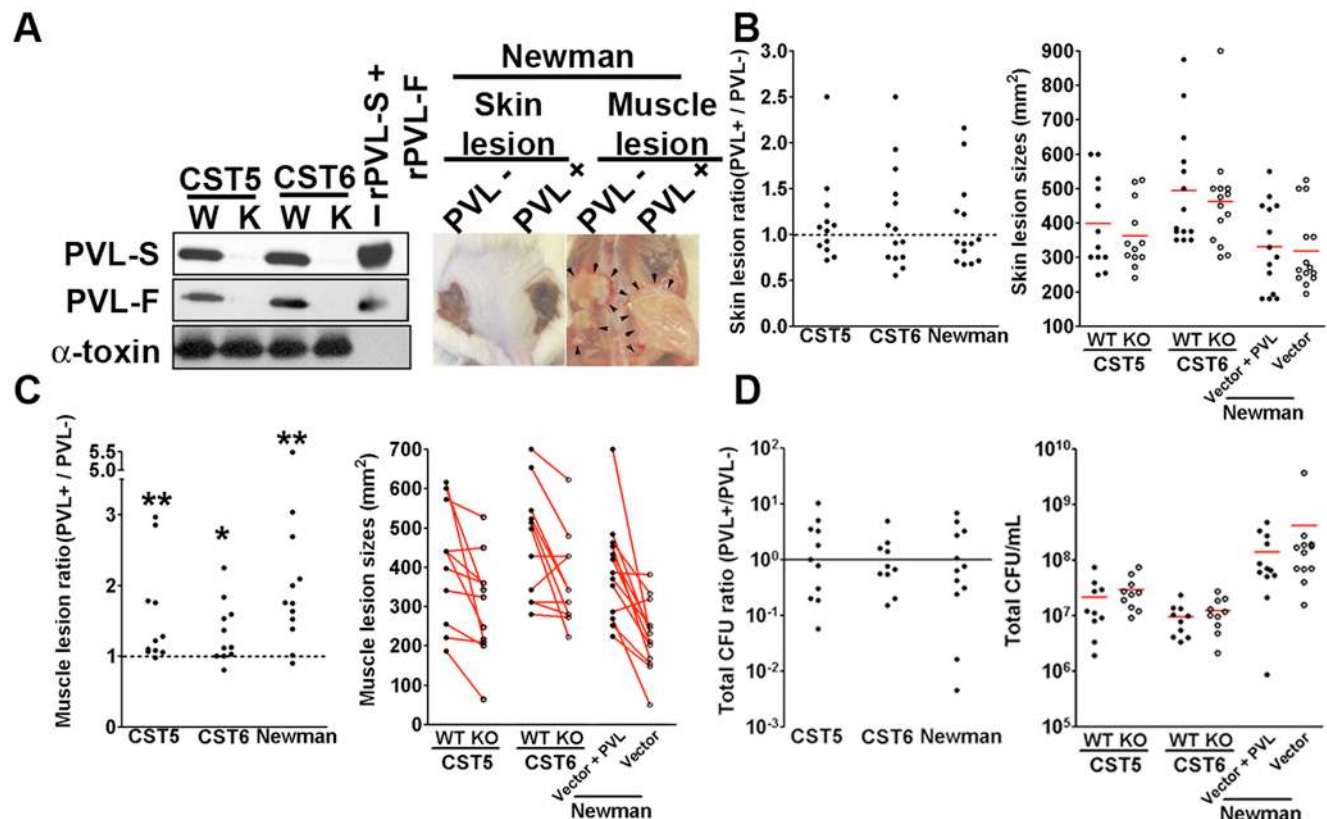 A
Newman
Skin lesion
Muscle lesion
PVL -
PVL +
PVL -
PVL +
rPVL-S +
rPVL-F
CST5
CST6
W
K
W
K
–
PVL-S
PVL-F
α-toxin
B
Skin lesion ratio(PVL+ / PVL-)
3.0
2.5
2.0
1.5
1.0
0.5
0.0
CST5
CST6
Newman
Skin lesion sizes (mm²)
900
800
700
600
500
400
300
200
100
WT KO
CST5
WT KO
CST6
Vector + PVL
Vector
Newman
C
Muscle lesion ratio(PVL+ / PVL-)
5.5
5.0
3
2
1
0
**
*
**
CST5
CST6
Newman
Muscle lesion sizes (mm²)
700
600
500
400
300
200
100
0
WT KO
CST5
WT KO
CST6
Vector + PVL
Vector
Newman
D
Total CFU ratio (PVL+/PVL-)
10²
10¹
10⁰
10⁻¹
10⁻²
10⁻³
CST5
CST6
Newman
Total CFU/mL
10¹⁰
10⁹
10⁸
10⁷
10⁶
10⁵
WT KO
CST5
WT KO
CST6
Vector + PVL
Vector
Newman